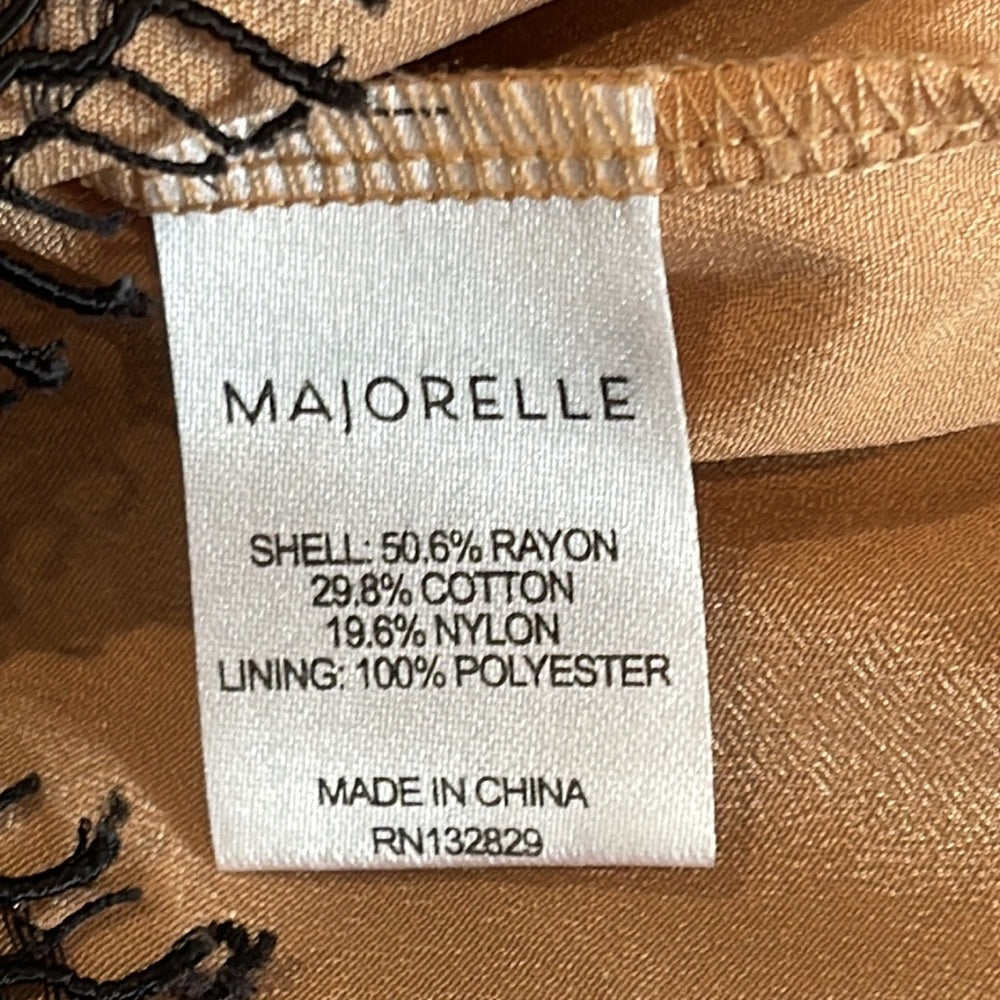 MAJORELLE
SHELL: 50.6% RAYON
29.8% COTTON
19.6% NYLON
LINING: 100% POLYESTER
MADE IN CHINA
RN132829